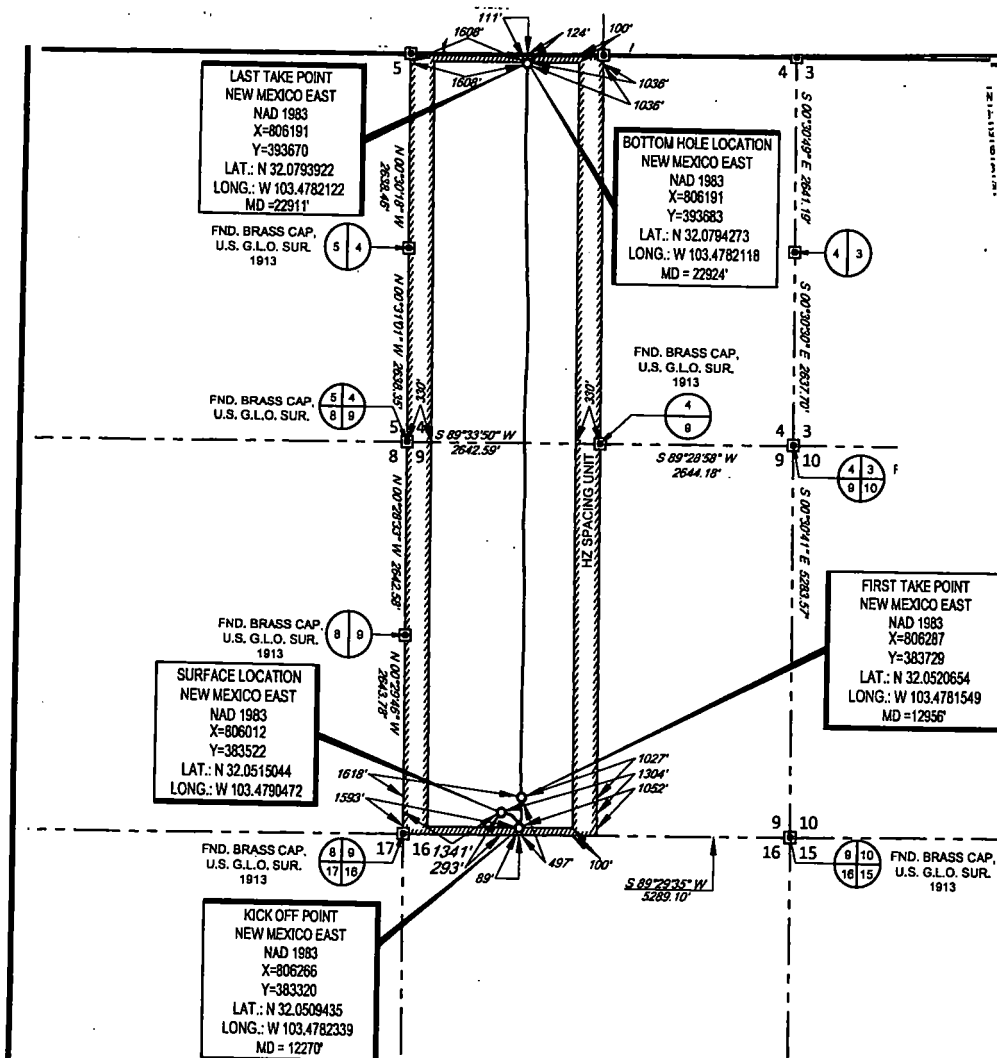 111'
1608'
124'
100'
5
4 3
1608'
1036'
1036'
LAST TAKE POINT
NEW MEXICO EAST
NAD 1983
X=806191
Y=393670
LAT.: N 32.0793922
LONG.: W 103.4782122
MD =22911'
BOTTOM HOLE LOCATION
NEW MEXICO EAST
NAD 1983
X=806191
Y=393683
LAT.: N 32.0794273
LONG.: W 103.4782118
MD = 22924'
N 00°30'18" W
2638.46'
S 00°30'49" E 2641.19'
FND. BRASS CAP,
U.S. G.L.O. SUR.
1913
5 4
4 3
N 00°31'01" W 2638.35'
S 00°30'30" E 2637.70'
FND. BRASS CAP,
U.S. G.L.O. SUR.
1913
4
9
FND. BRASS CAP,
U.S. G.L.O. SUR.
1913
5 4
8 9
330'
330'
5 4
8 9
S 89°33'50" W
2642.59'
S 89°28'58" W
2644.18'
4 3
9 10
4 3
9 10
HZ SPACING UNIT
N 00°28'33" W 2642.58'
S 00°30'41" E 5283.57'
FND. BRASS CAP,
U.S. G.L.O. SUR.
1913
8 9
N 00°29'46" W
2643.78'
FIRST TAKE POINT
NEW MEXICO EAST
NAD 1983
X=806287
Y=383729
LAT.: N 32.0520654
LONG.: W 103.4781549
MD =12956'
SURFACE LOCATION
NEW MEXICO EAST
NAD 1983
X=806012
Y=383522
LAT.: N 32.0515044
LONG.: W 103.4790472
1618'
1593'
1027'
1304'
1052'
17 16
1341'
293'
89'
497'
100'
9 10
16 15
FND. BRASS CAP,
U.S. G.L.O. SUR.
1913
8 9
17 16
S 89°29'35" W
5289.10'
9 10
16 15
FND. BRASS CAP,
U.S. G.L.O. SUR.
1913
KICK OFF POINT
NEW MEXICO EAST
NAD 1983
X=806266
Y=383320
LAT.: N 32.0509435
LONG.: W 103.4782339
MD = 12270'